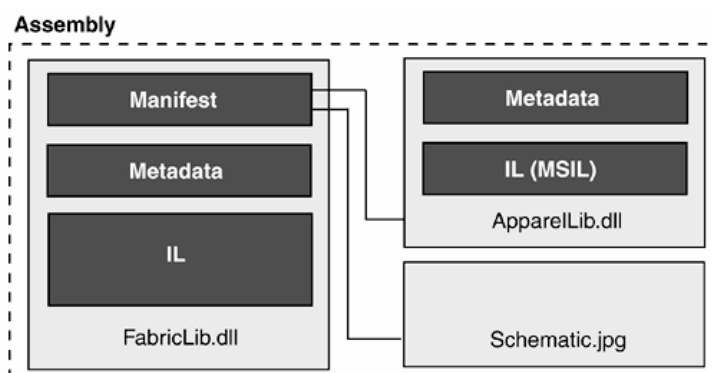 Assembly
Manifest
Metadata
IL
FabricLib.dll
Metadata
IL (MSIL)
ApparelLib.dll
Schematic.jpg